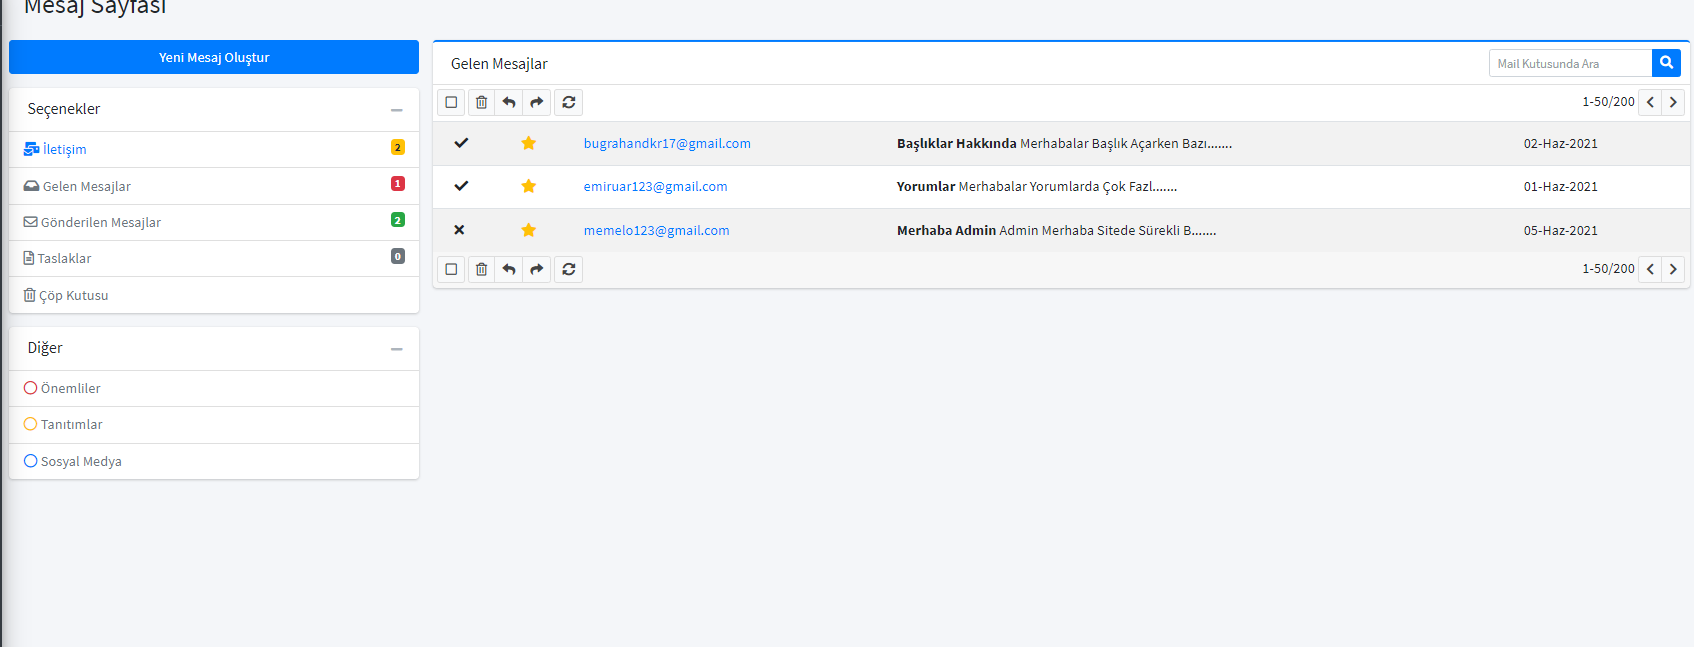 Mesaj Sayfası
Yeni Mesaj Oluştur
Seçenekler
İletişim 2
Gelen Mesajlar 1
Gönderilen Mesajlar 2
Taslaklar 0
Çöp Kutusu
Diğer
Önemliler
Tanıtımlar
Sosyal Medya
Gelen Mesajlar
Mail Kutusunda Ara
1-50/200
bugrahandkr17@gmail.com Başlıklar Hakkında Merhabalar Başlık Açarken Bazı....... 02-Haz-2021
emiruar123@gmail.com Yorumlar Merhabalar Yorumlarda Çok Fazl....... 01-Haz-2021
memelo123@gmail.com Merhaba Admin Admin Merhaba Sitede Sürekli B....... 05-Haz-2021
1-50/200